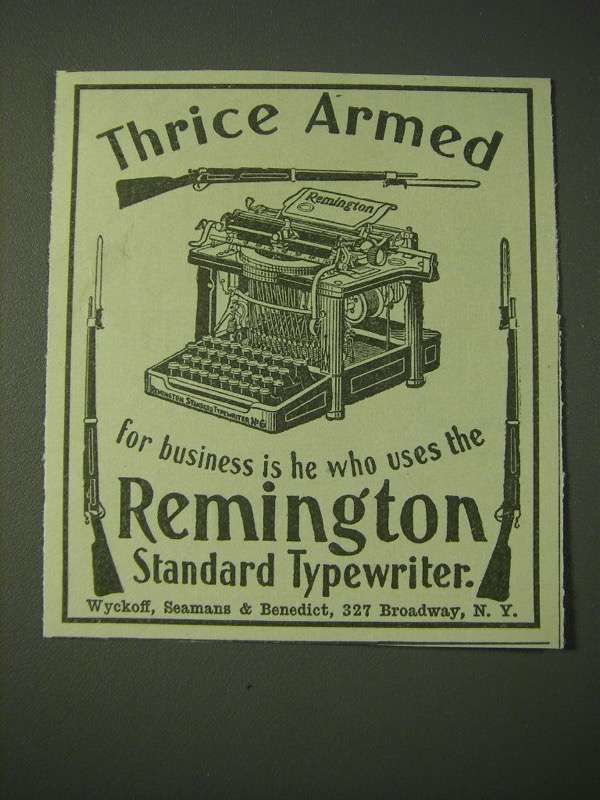 Thrice Armed
Remington
REMINGTON STANDARD TYPEWRITER No 6
for business is he who uses the
Remington
Standard Typewriter.
Wyckoff, Seamans & Benedict, 327 Broadway, N. Y.